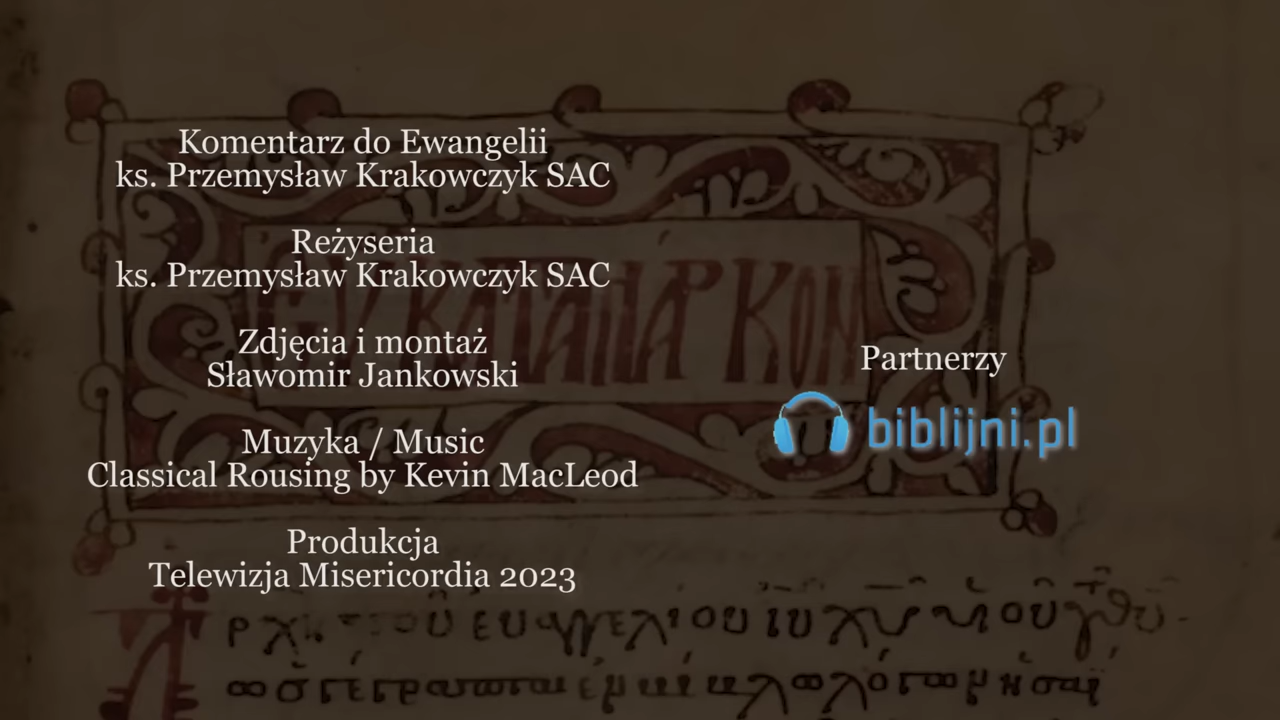 Komentarz do Ewangelii
ks. Przemysław Krakowczyk SAC
Reżyseria
ks. Przemysław Krakowczyk SAC
Zdjęcia i montaż
Sławomir Jankowski
Muzyka / Music
Classical Rousing by Kevin MacLeod
Produkcja
Telewizja Misericordia 2023
Partnerzy
biblijni.pl